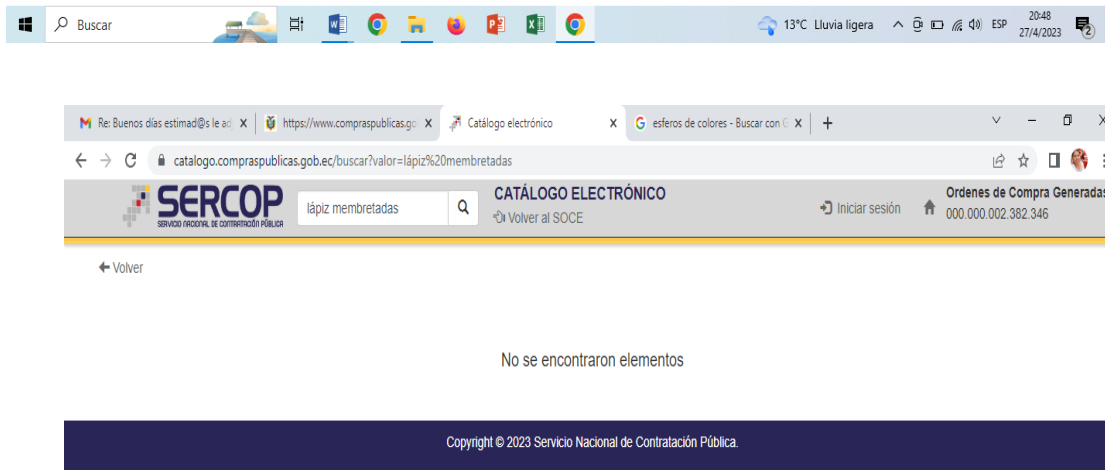 Buscar
13°C Lluvia ligera
ESP
20:48
27/4/2023
2
Re: Buenos días estimad@s le ad
https://www.compraspublicas.go
Catálogo electrónico
esferos de colores - Buscar con G
catalogo.compraspublicas.gob.ec/buscar?valor=lápiz%20membretadas
SERCOP
SERVICIO NACIONAL DE CONTRATACIÓN PÚBLICA
lápiz membretadas
CATÁLOGO ELECTRÓNICO
Volver al SOCE
Iniciar sesión
Ordenes de Compra Generadas
000.000.002.382.346
Volver
No se encontraron elementos
Copyright © 2023 Servicio Nacional de Contratación Pública.